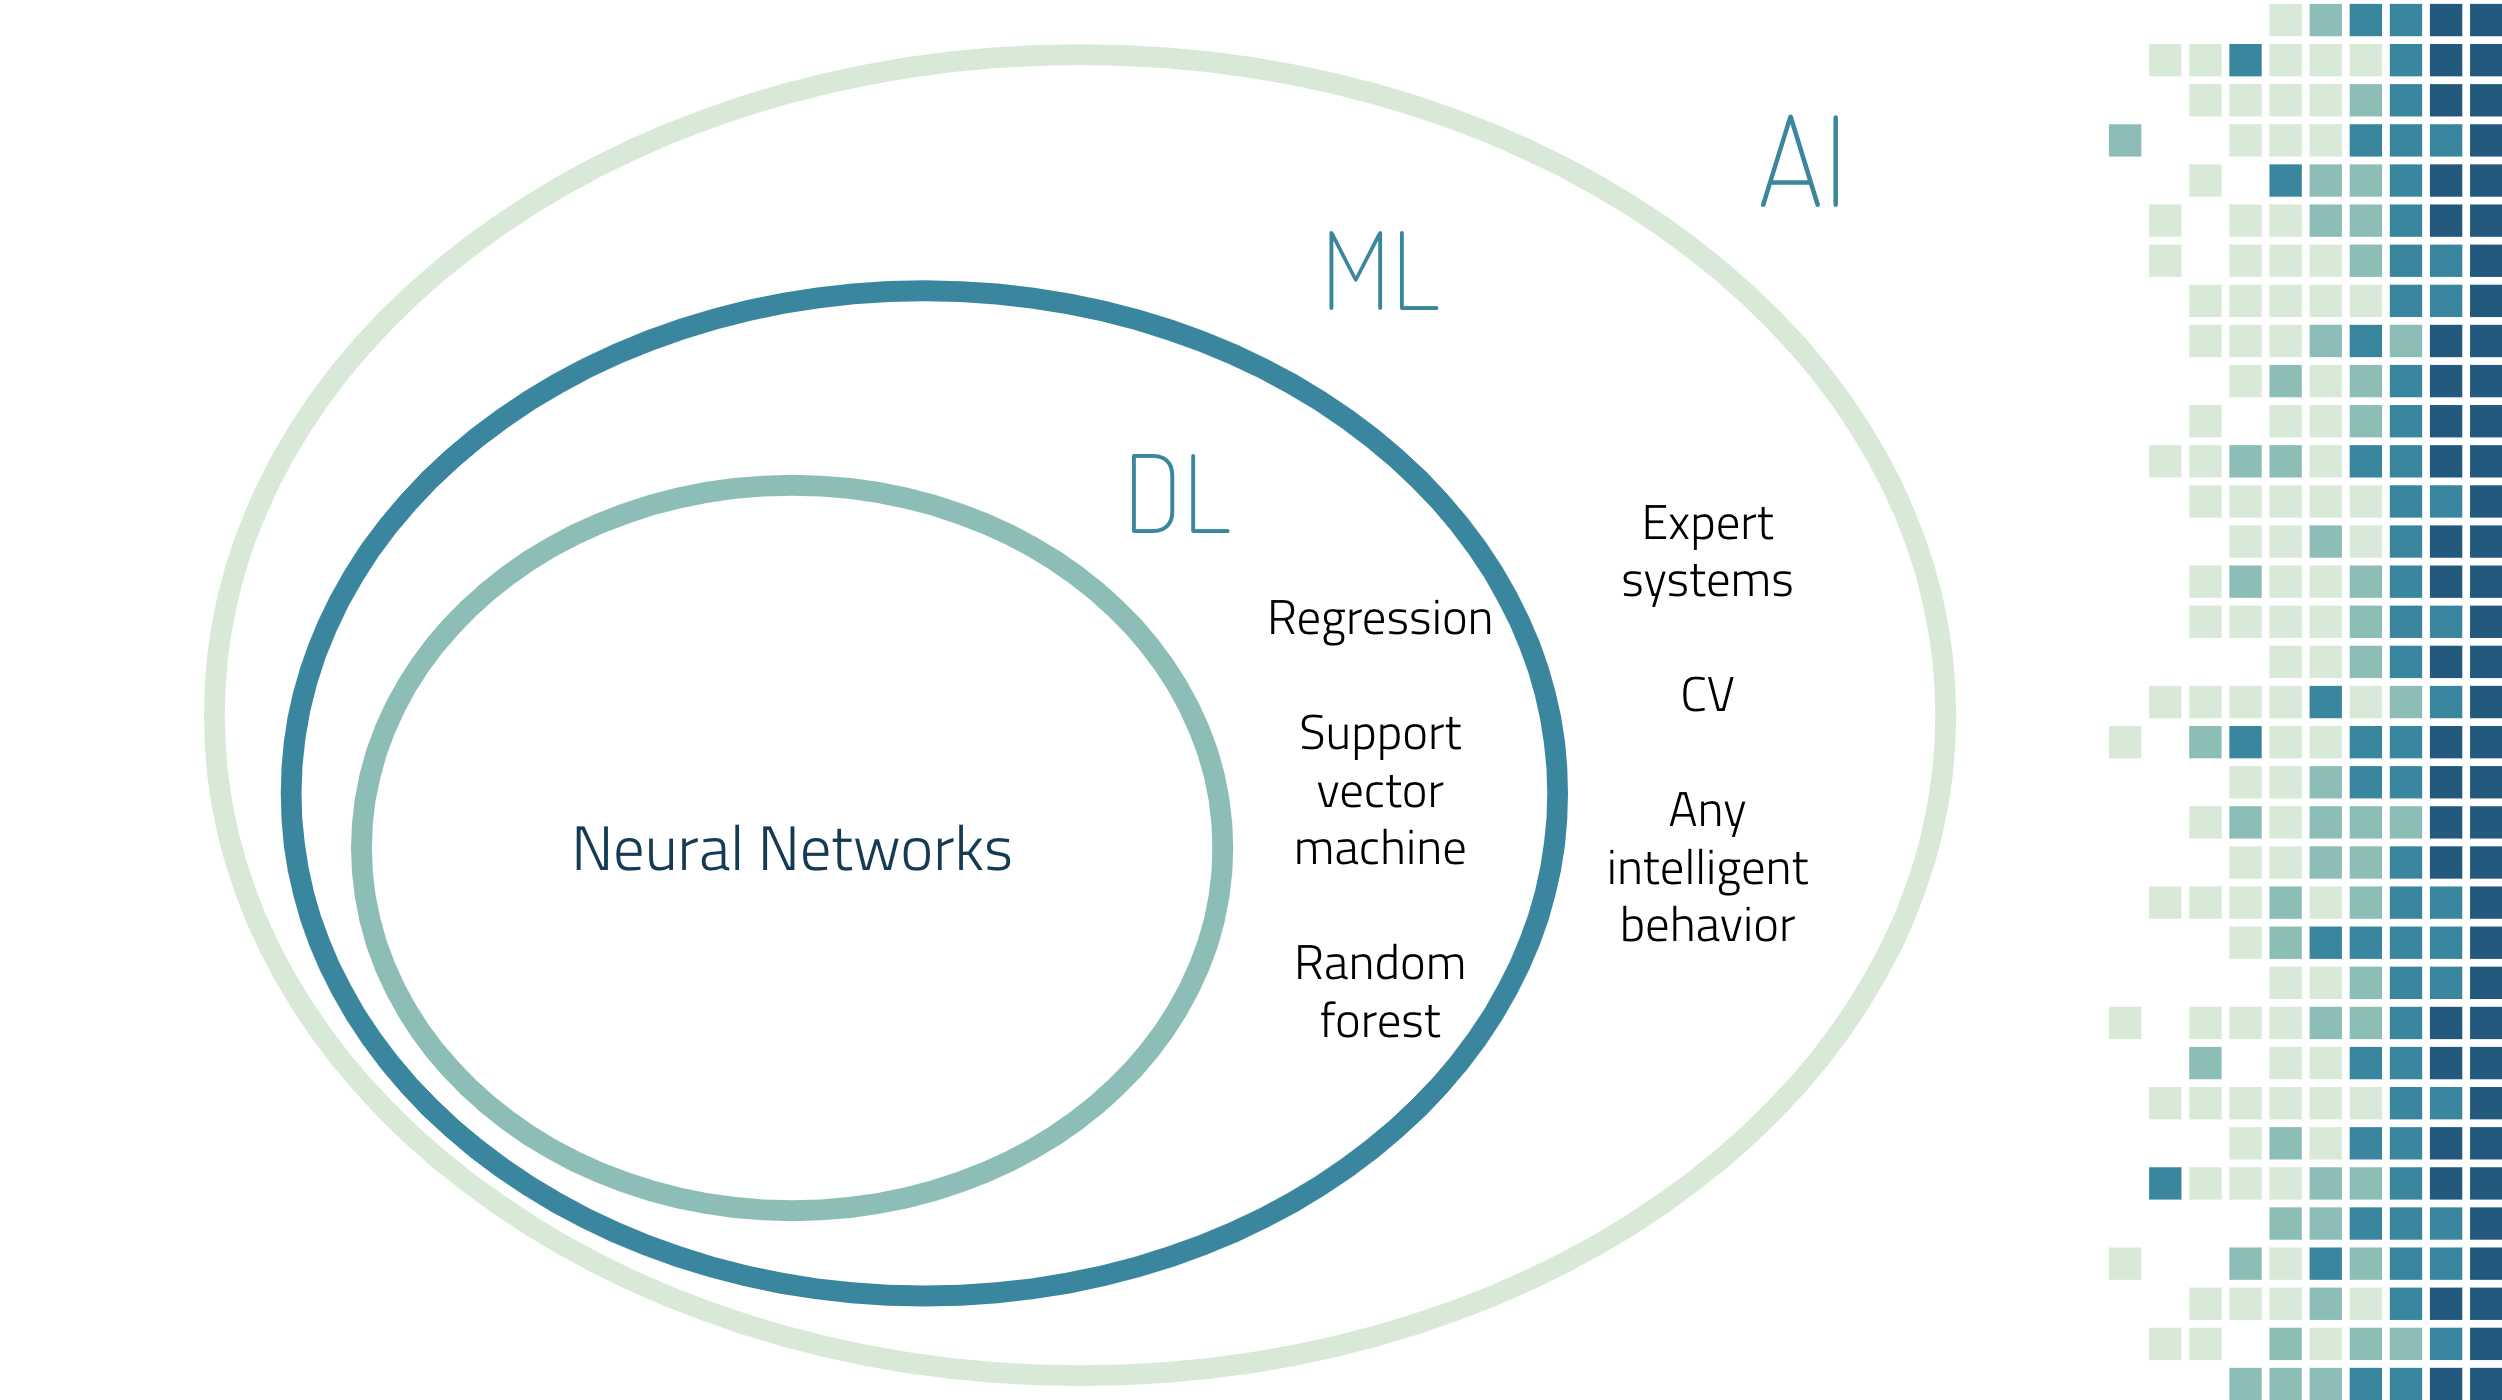 AI
ML
DL
Expert
systems
CV
Any
intelligent
behavior
Regression
Support
vector
machine
Random
forest
Neural Networks